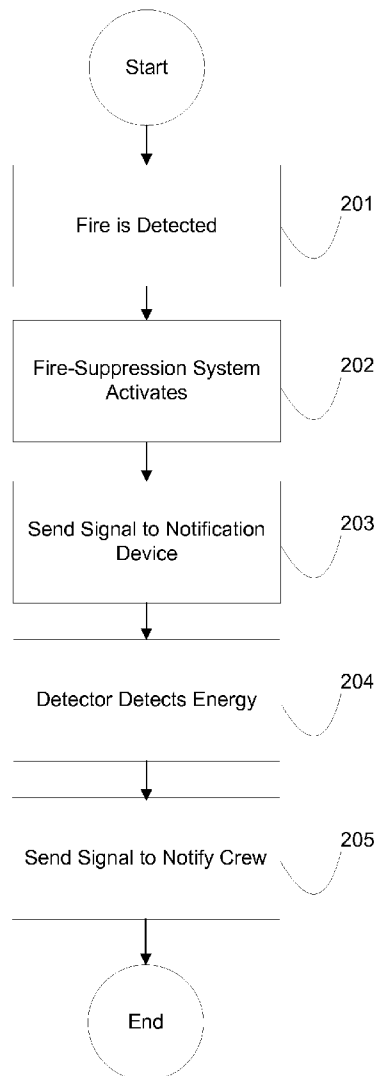 Start
Fire is Detected
201
Fire-Suppression System
Activates
202
Send Signal to Notification
Device
203
Detector Detects Energy
204
Send Signal to Notify Crew
205
End